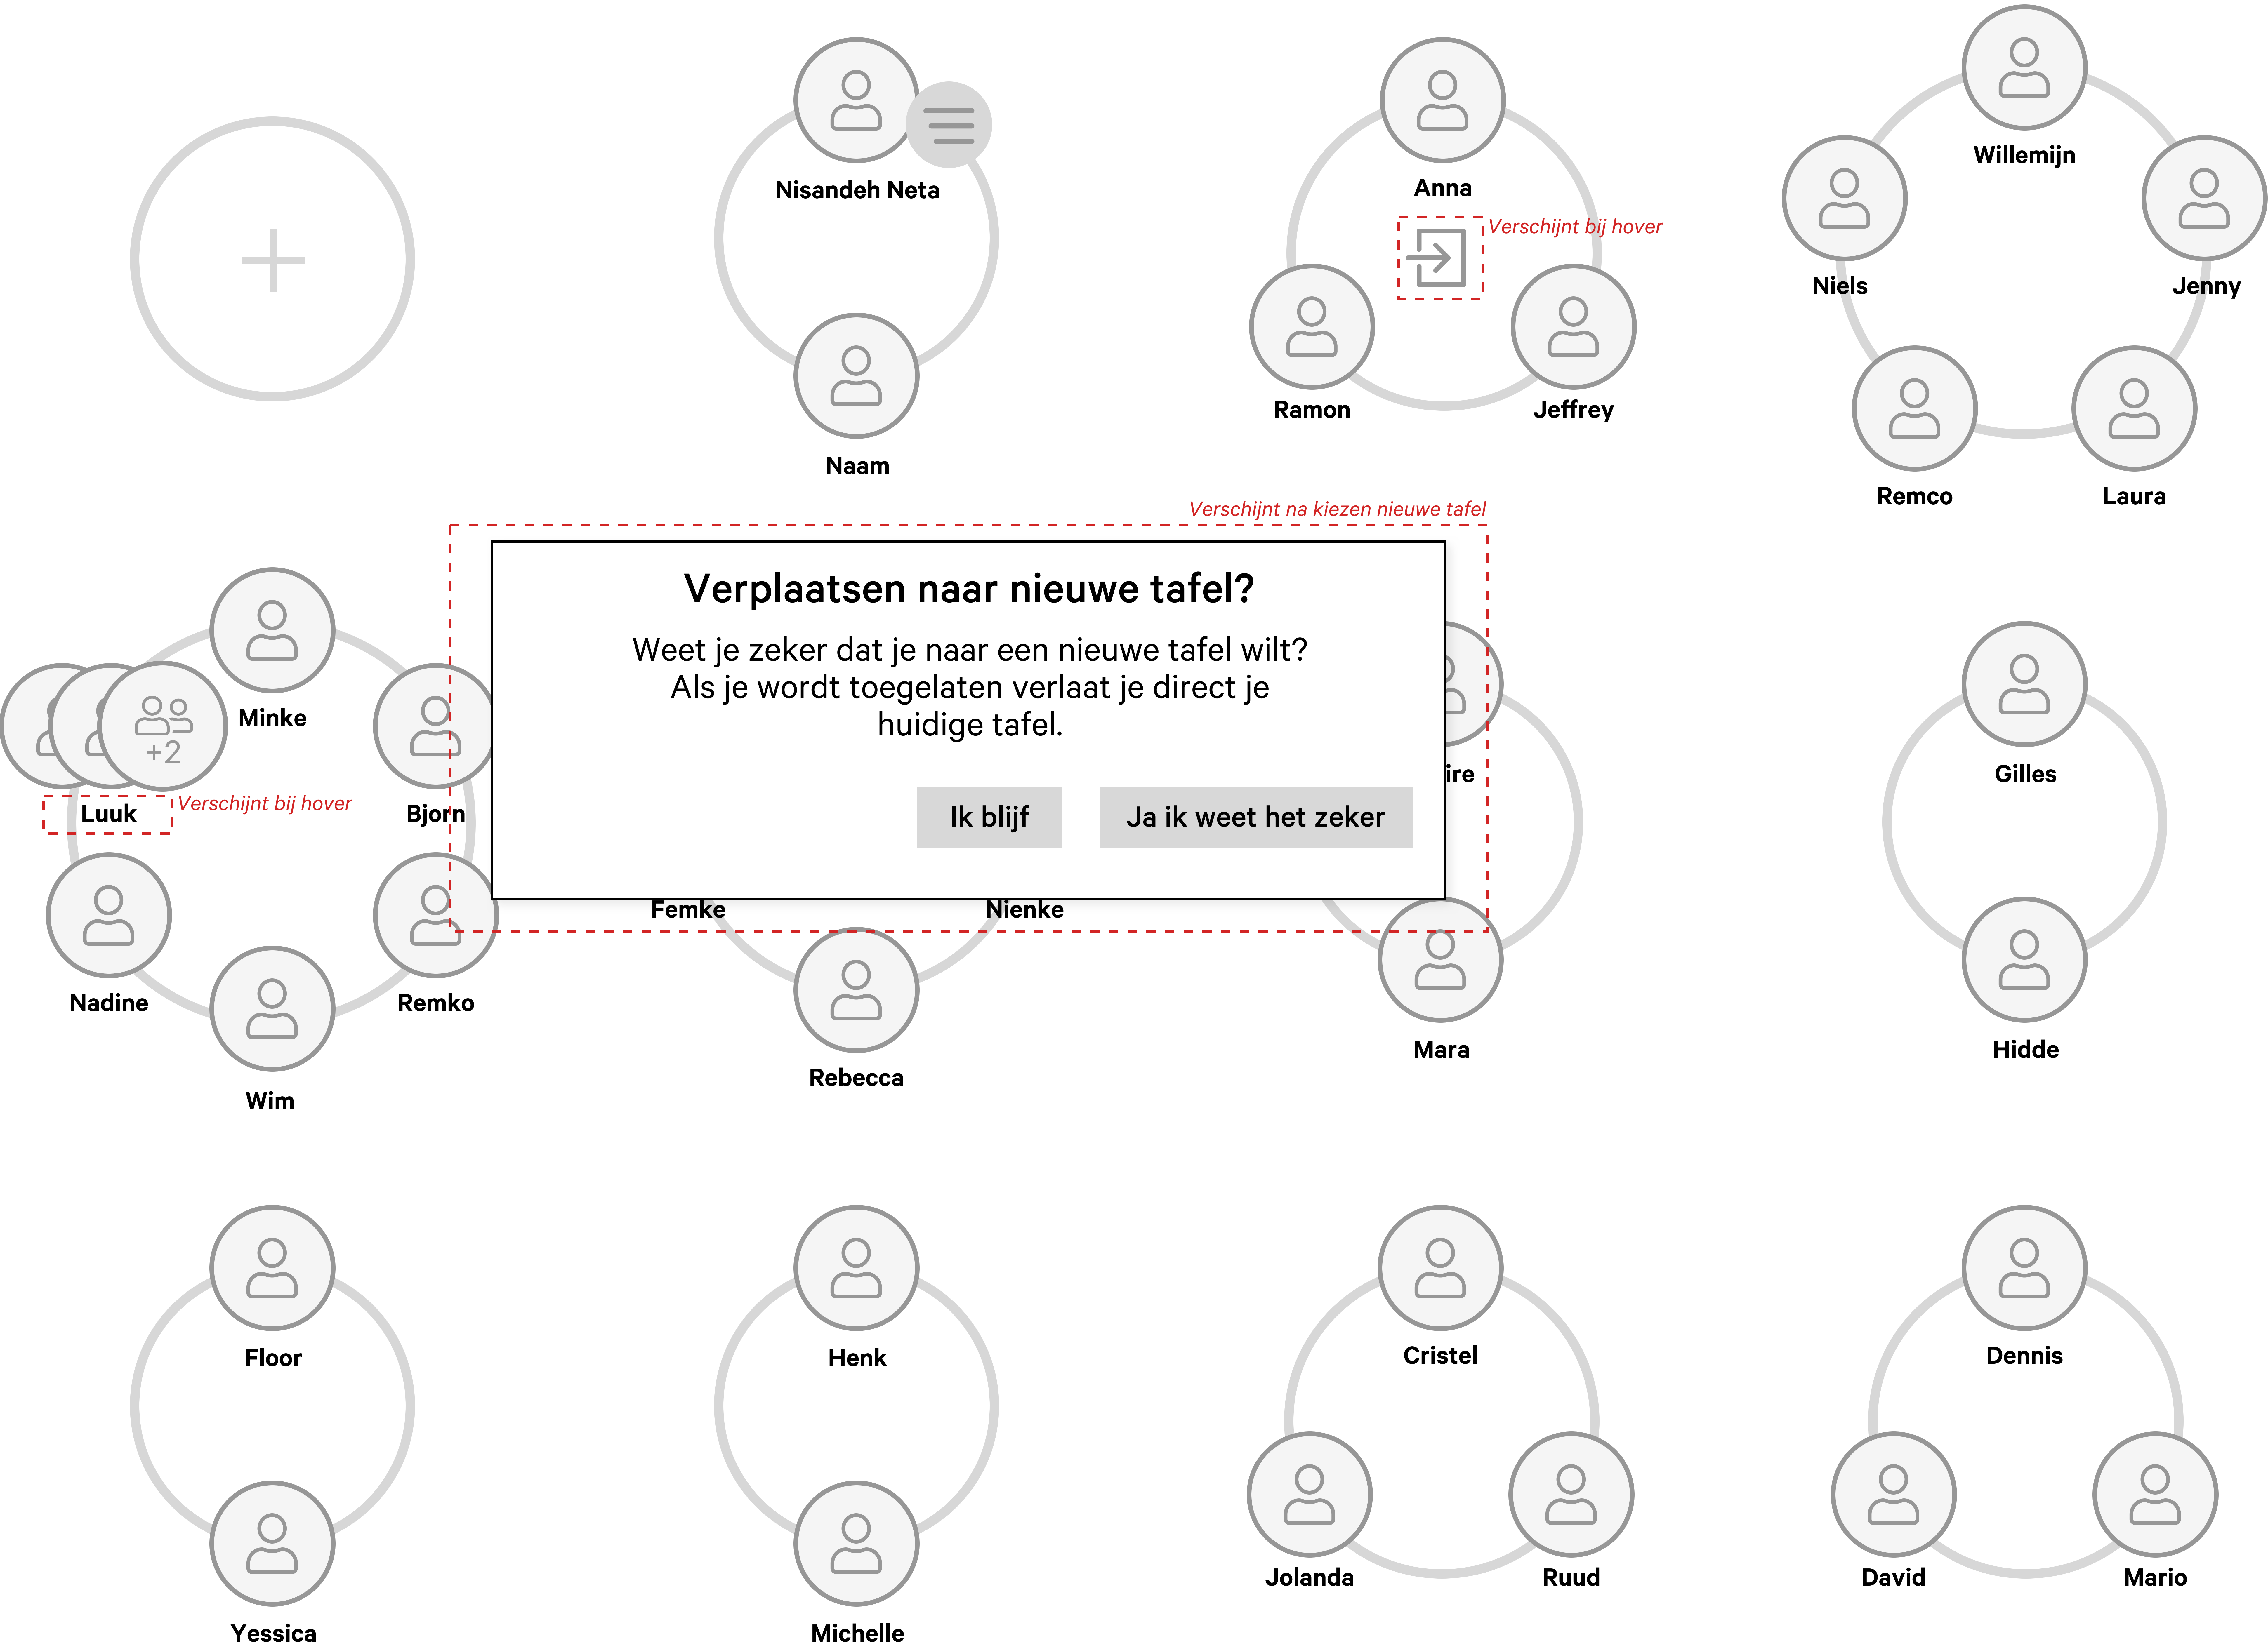 Nisandeh Neta
Naam
Anna
Verschijnt bij hover
Ramon
Jeffrey
Willemijn
Niels
Jenny
Remco
Laura
Verschijnt na kiezen nieuwe tafel
Verplaatsen naar nieuwe tafel?
Weet je zeker dat je naar een nieuwe tafel wilt?
Als je wordt toegelaten verlaat je direct je
huidige tafel.
Ik blijf
Ja ik weet het zeker
Minke
+2
Luuk
Verschijnt bij hover
Bjorn
Nadine
Remko
Wim
Femke
Nienke
Rebecca
ire
Mara
Gilles
Hidde
Floor
Yessica
Henk
Michelle
Cristel
Jolanda
Ruud
Dennis
David
Mario